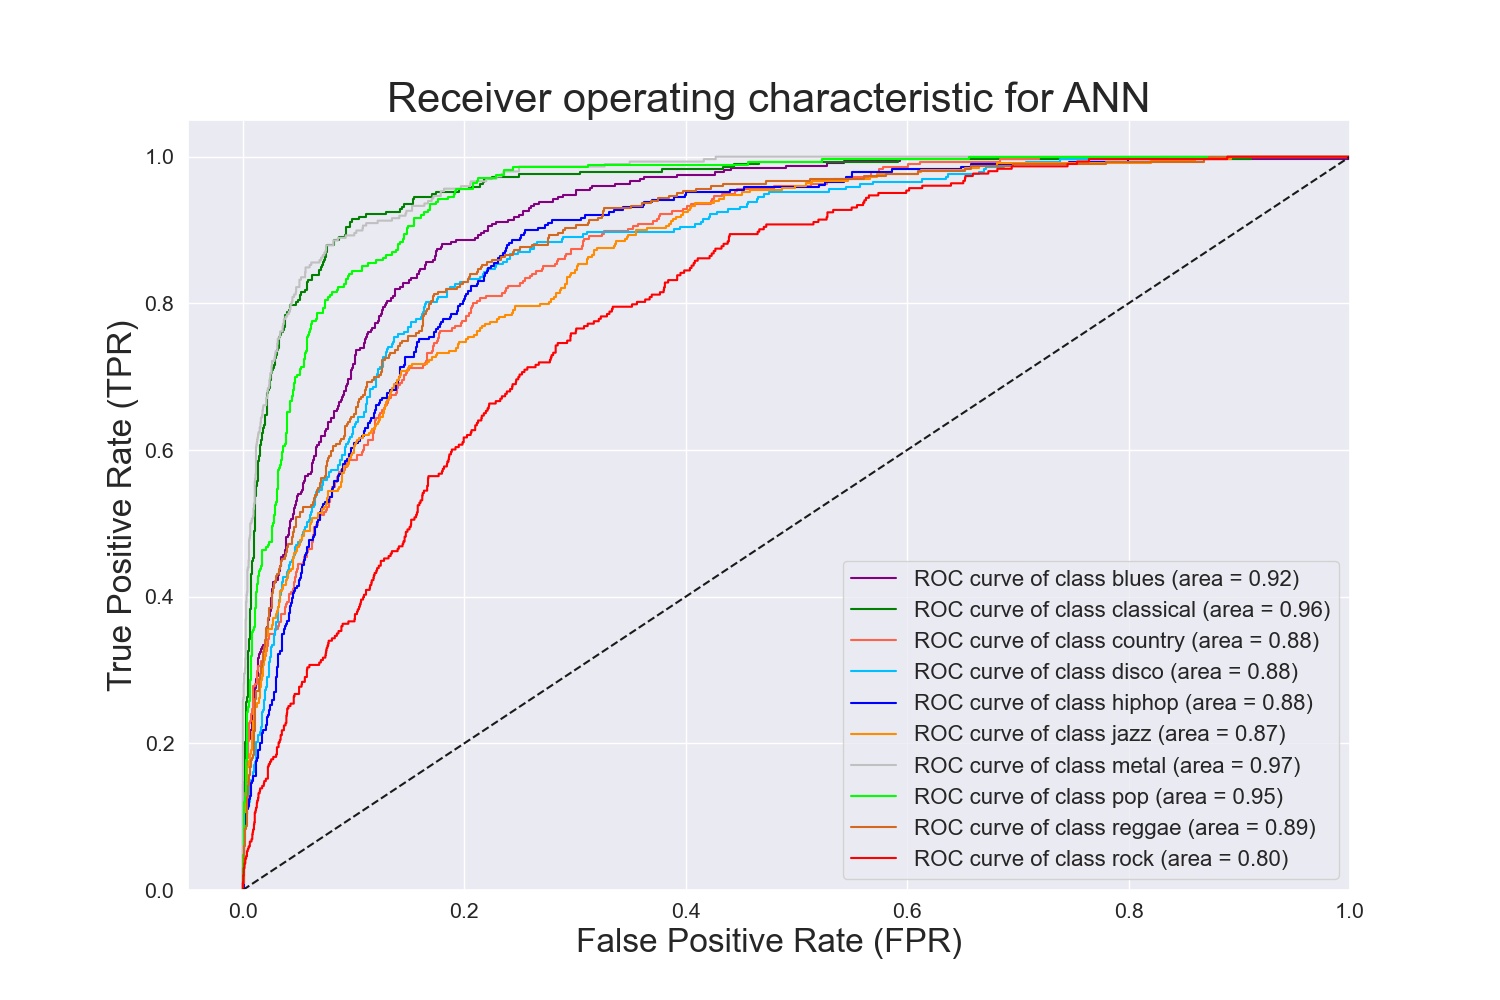 Receiver operating characteristic for ANN
True Positive Rate (TPR)
1.0
0.8
0.6
0.4
0.2
0.0
ROC curve of class blues (area = 0.92)
ROC curve of class classical (area = 0.96)
ROC curve of class country (area = 0.88)
ROC curve of class disco (area = 0.88)
ROC curve of class hiphop (area = 0.88)
ROC curve of class jazz (area = 0.87)
ROC curve of class metal (area = 0.97)
ROC curve of class pop (area = 0.95)
ROC curve of class reggae (area = 0.89)
ROC curve of class rock (area = 0.80)
0.0 0.2 0.4 0.6 0.8 1.0
False Positive Rate (FPR)